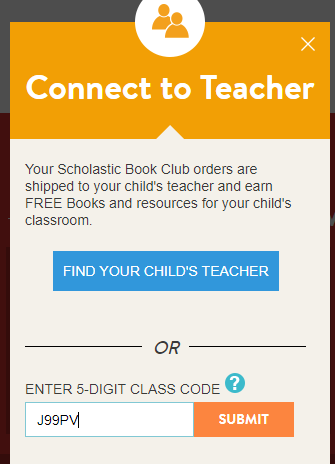 Connect to Teacher
Your Scholastic Book Club orders are
shipped to your child's teacher and earn
FREE Books and resources for your child's
classroom.
FIND YOUR CHILD'S TEACHER
OR
ENTER 5-DIGIT CLASS CODE ?
J99PV SUBMIT